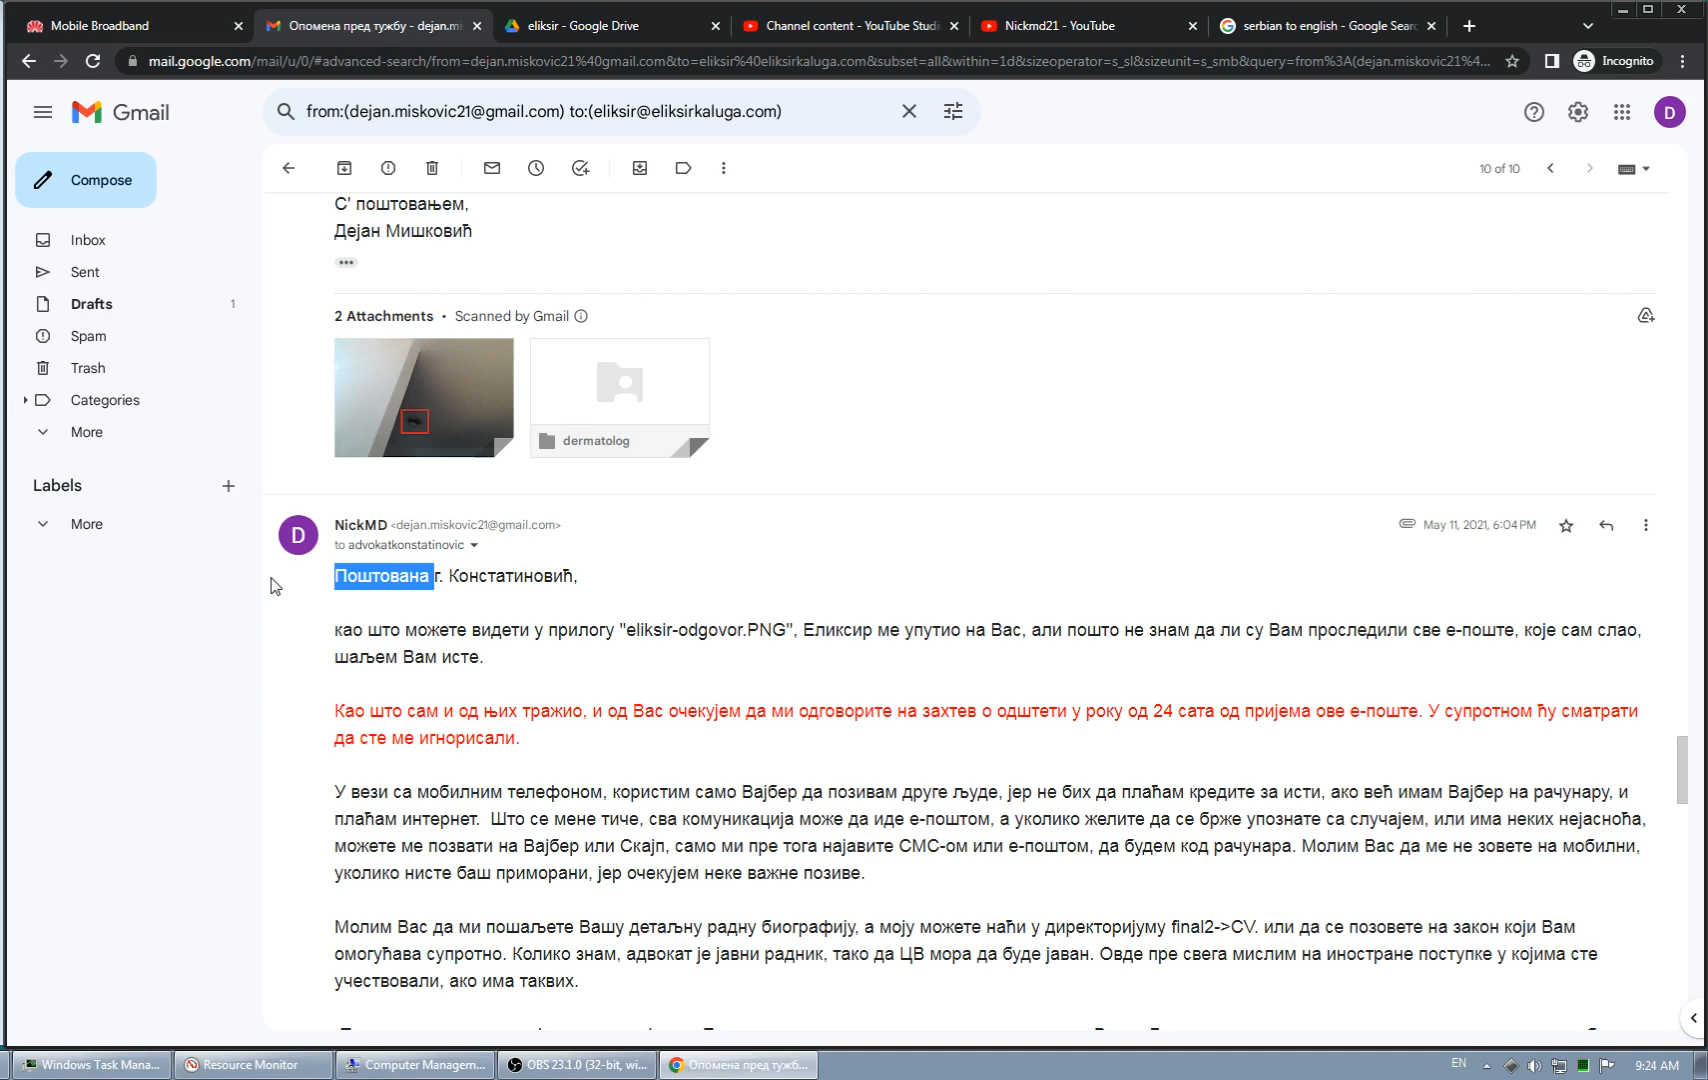 Mobile Broadband
Опомена пред тужбу - dejan.mi
eliksir - Google Drive
Channel content - YouTube Studi
Nickmd21 - YouTube
serbian to english - Google Searc
mail.google.com/mail/u/0/#advanced-search/from=dejan.miskovic21%40gmail.com&to=eliksir%40eliksirkaluga.com&subset=all&within=1d&sizeoperator=s_sl&sizeunit=s_smb&query=from%3A(dejan.miskovic21%4...
Incognito
Gmail
from:(dejan.miskovic21@gmail.com) to:(eliksir@eliksirkaluga.com)
D
Compose
10 of 10
Inbox
Sent
Drafts 1
Spam
Trash
Categories
More
Labels
More
С' поштовањем,
Дејан Мишковић
2 Attachments • Scanned by Gmail
dermatolog
D
NickMD <dejan.miskovic21@gmail.com>
May 11, 2021, 6:04 PM
to advokatkonstatinovic
Поштована г. Констатиновић,
као што можете видети у прилогу "eliksir-odgovor.PNG", Еликсир ме упутио на Вас, али пошто не знам да ли су Вам проследили све е-поште, које сам слао,
шаљем Вам исте.
Као што сам и од њих тражио, и од Вас очекујем да ми одговорите на захтев о одштети у року од 24 сата од пријема ове е-поште. У супротном ћу сматрати
да сте ме игнорисали.
У вези са мобилним телефоном, користим само Вајбер да позивам друге људе, јер не бих да плаћам кредите за исти, ако већ имам Вајбер на рачунару, и
плаћам интернет.  Што се мене тиче, сва комуникација може да иде е-поштом, а уколико желите да се брже упознате са случајем, или има неких нејасноћа,
можете ме позвати на Вајбер или Скајп, само ми пре тога најавите СМС-ом или е-поштом, да будем код рачунара. Молим Вас да ме не зовете на мобилни,
уколико нисте баш приморани, јер очекујем неке важне позиве.
Молим Вас да ми пошаљете Вашу детаљну радну биографију, а моју можете наћи у директоријуму final2->CV. или да се позовете на закон који Вам
омогућава супротно. Колико знам, адвокат је јавни радник, тако да ЦВ мора да буде јаван. Овде пре свега мислим на иностране поступке у којима сте
учествовали, ако има таквих.
Windows Task Mana...
Resource Monitor
Computer Managem...
OBS 23.1.0 (32-bit, wi...
Опомена пред тужб...
EN
9:24 AM